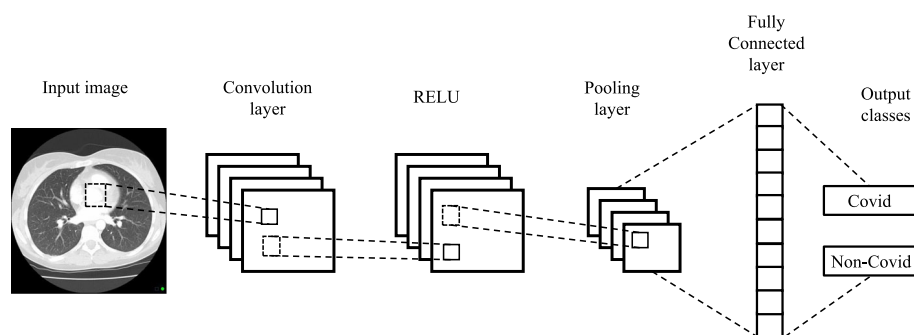 Input image
Convolution
layer
RELU
Pooling
layer
Fully
Connected
layer
Output
classes
Covid
Non-Covid